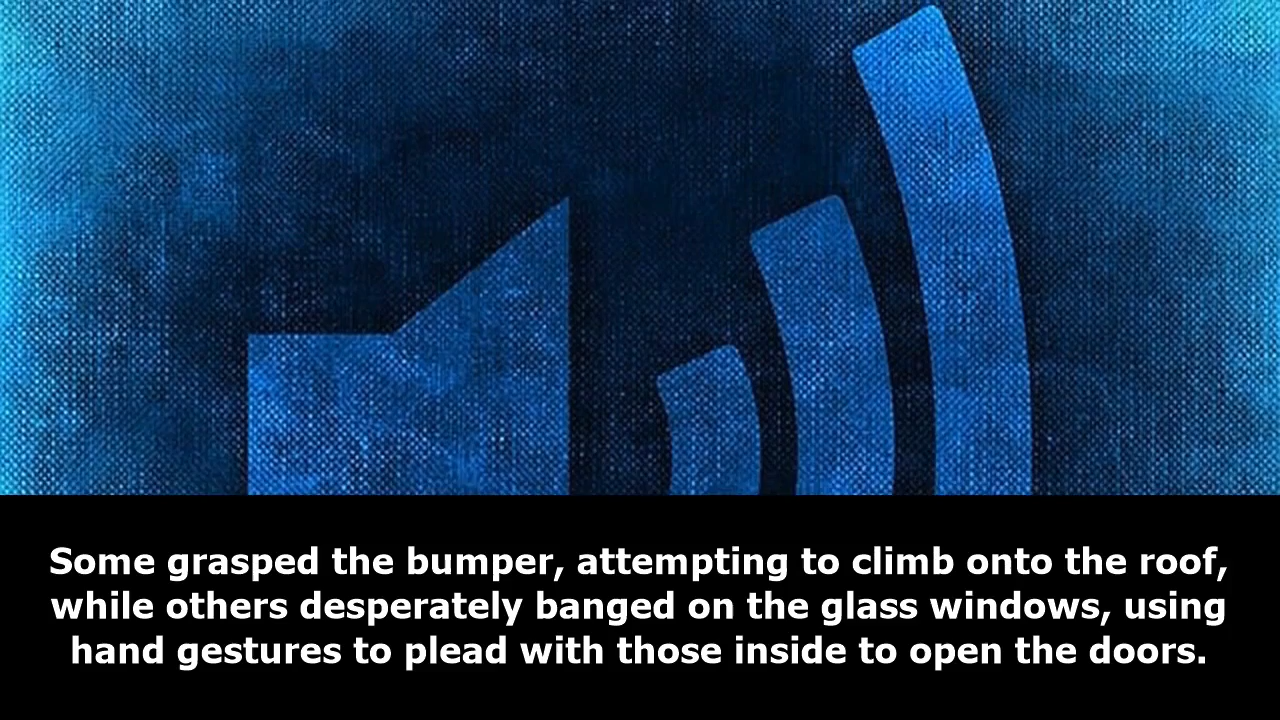 Some grasped the bumper, attempting to climb onto the roof,
while others desperately banged on the glass windows, using
hand gestures to plead with those inside to open the doors.